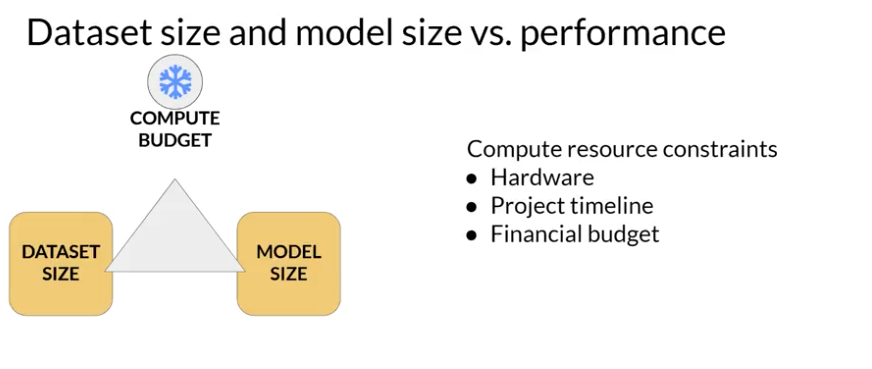 Dataset size and model size vs. performance
COMPUTE
BUDGET
DATASET
SIZE
MODEL
SIZE
Compute resource constraints
● Hardware
● Project timeline
● Financial budget